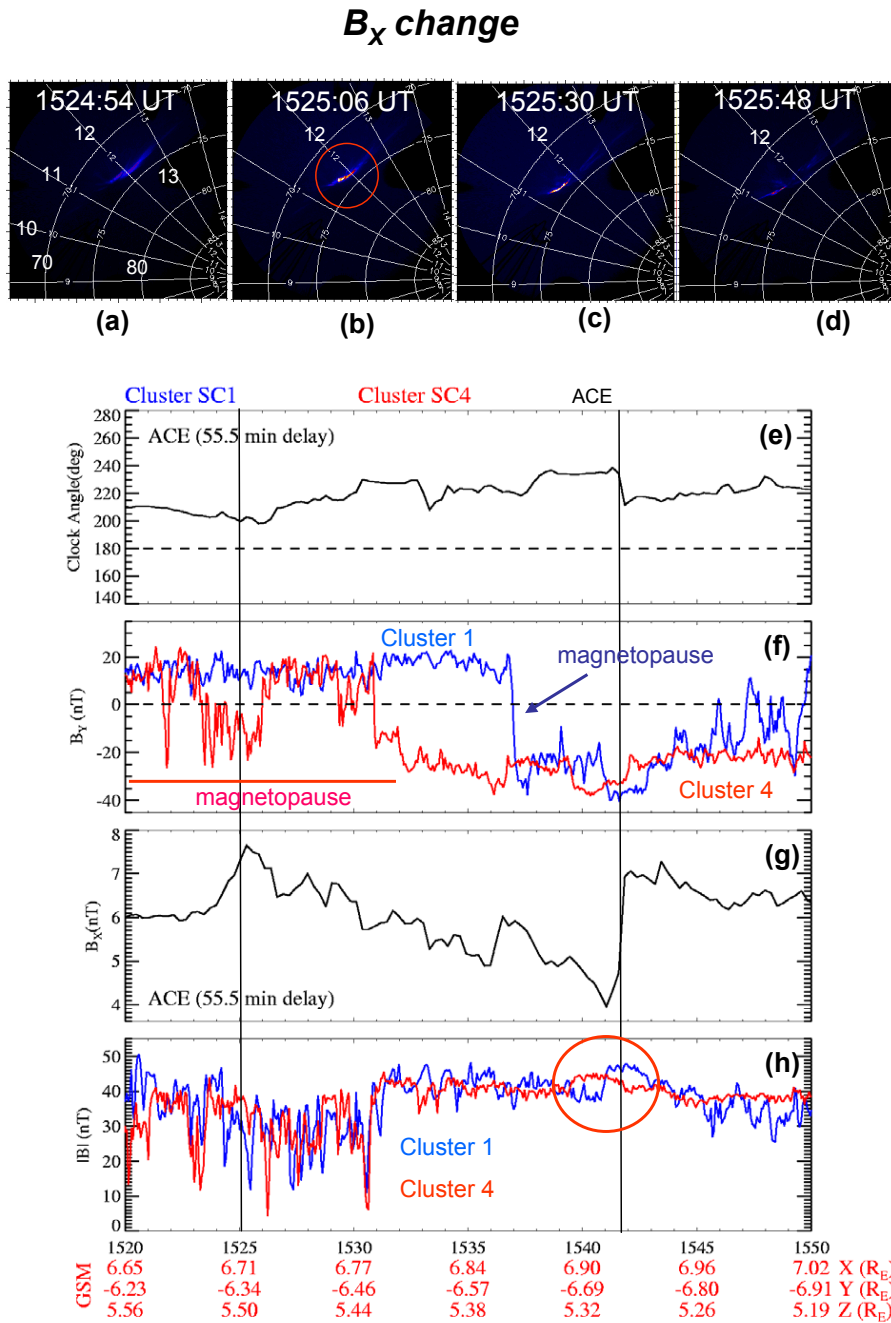 B_X change
1524:54 UT
1525:06 UT
1525:30 UT
1525:48 UT
12
11
10
70
80
13
12
12
12
(a)
(b)
(c)
(d)
Cluster SC1
Cluster SC4
ACE
280
260
240
220
200
180
160
140
Clock Angle(deg)
ACE (55.5 min delay)
(e)
20
0
-20
-40
B_Y (nT)
Cluster 1
magnetopause
(f)
magnetopause
Cluster 4
8
7
6
5
4
B_X(nT)
(g)
ACE (55.5 min delay)
50
40
30
20
10
0
|B| (nT)
(h)
Cluster 1
Cluster 4
1520 1525 1530 1535 1540 1545 1550
GSM
6.65 6.71 6.77 6.84 6.90 6.96 7.02 X (R_E
-6.23 -6.34 -6.46 -6.57 -6.69 -6.80 -6.91 Y (R_E
5.56 5.50 5.44 5.38 5.32 5.26 5.19 Z (R_E)